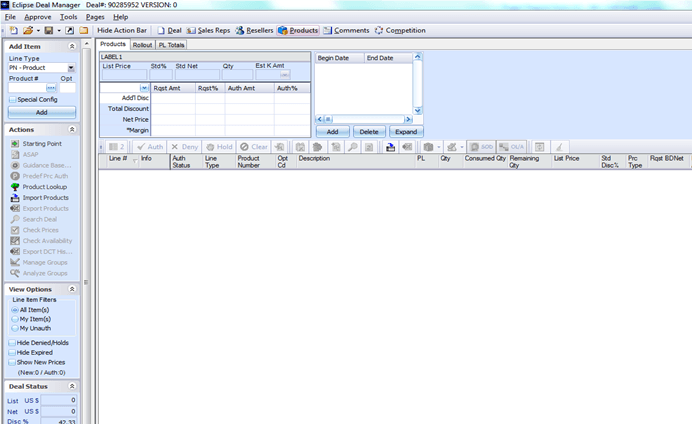 Eclipse Deal Manager   Deal#: 90285952 VERSION: 0
File   Approve   Tools   Pages   Help
Hide Action Bar   Deal   Sales Reps   Resellers   Products   Comments   Competition
Add Item
Line Type
PN - Product
Product #   Opt
Special Config
Add
Actions
Starting Point
ASAP
Guidance Base...
Predef Prc Auth
Product Lookup
Import Products
Export Products
Search Deal
Check Prices
Check Availability
Export DCT His...
Manage Groups
Analyze Groups
View Options
Line Item Filters
All Item(s)
My Item(s)
My Unauth
Hide Denied/Holds
Hide Expired
Show New Prices
(New:0 / Auth:0)
Deal Status
List   US $   0
Net   US $   0
Disc %   42.33
Products   Rollout   PL Totals
LABEL1
List Price   Std%   Std Net   Qty   Est K Amt
Rqst Amt   Rqst%   Auth Amt   Auth%
Add'l Disc
Total Discount
Net Price
*Margin
Begin Date   End Date
Add   Delete   Expand
2   Auth   Deny   Hold   Clear   SOD   OL/A
Line #   Info   Auth Status   Line Type   Product Number   Opt Cd   Description   PL   Qty   Consumed Qty   Remaining Qty   List Price   Std Disc%   Prc Type   Rqst BDNet